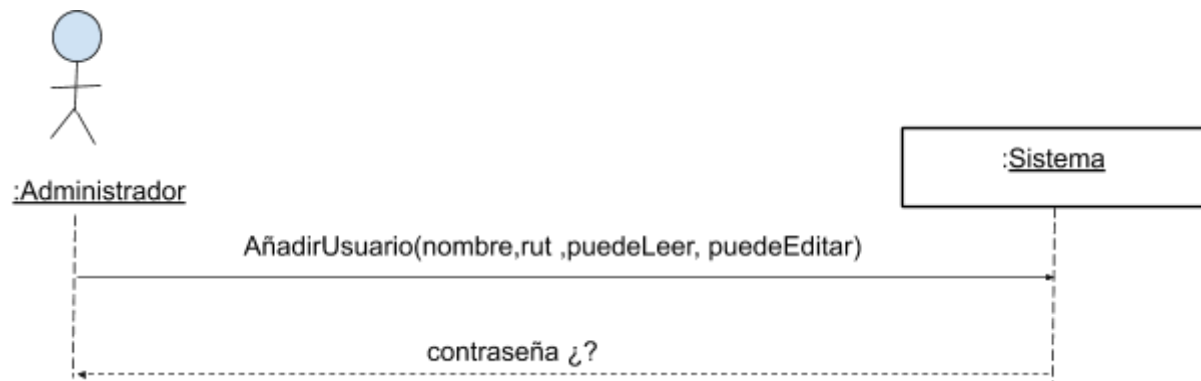 :Sistema
:Administrador
AñadirUsuario(nombre,rut ,puedeLeer, puedeEditar)
contraseña ¿?